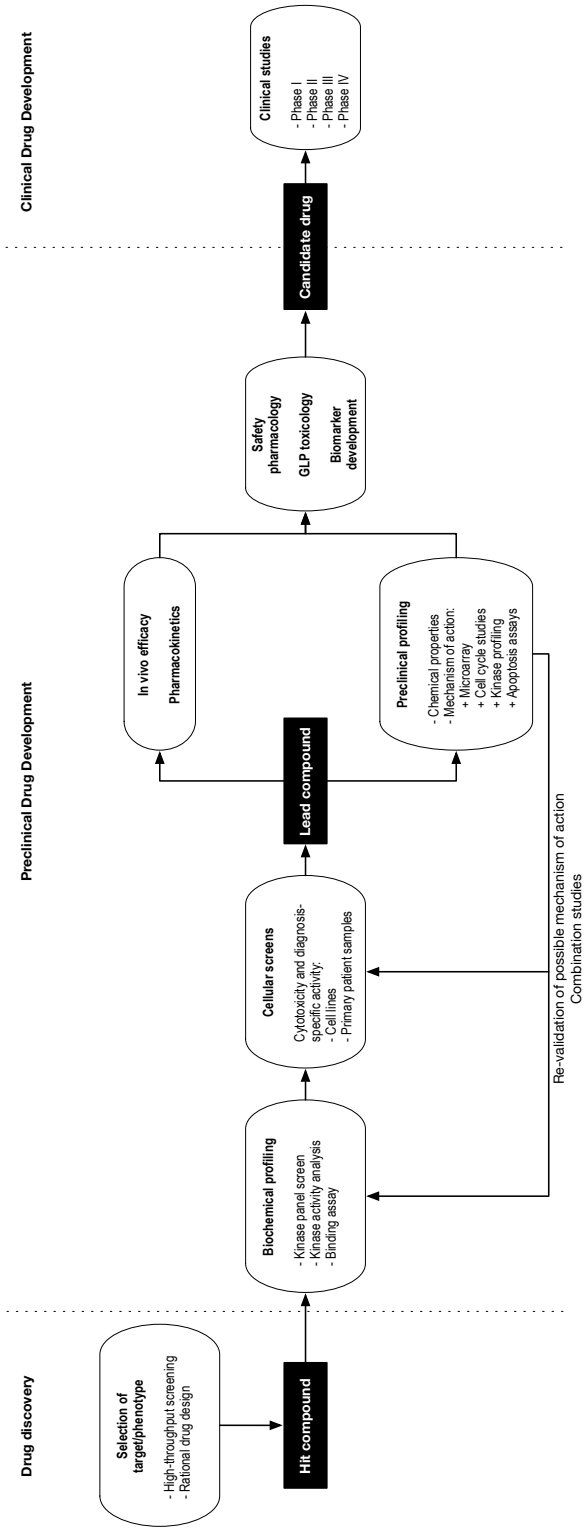 Drug discovery
Preclinical Drug Development
Clinical Drug Development
Selection of
target/phenotype
- High-throughput screening
- Rational drug design
Hit compound
Biochemical profiling
- Kinase panel screen
- Kinase activity analysis
- Binding assay
Cellular screens
Cytotoxicity and diagnosis-
specific activity:
- Cell lines
- Primary patient samples
Lead compound
In vivo efficacy
Pharmacokinetics
Preclinical profiling
- Chemical properties
- Mechanism of action:
+ Microarray
+ Cell cycle studies
+ Kinase profiling
+ Apoptosis assays
Re-validation of possible mechanism of action
Combination studies
Safety
pharmacology
GLP toxicology
Biomarker
development
Candidate drug
Clinical studies
- Phase I
- Phase II
- Phase III
- Phase IV